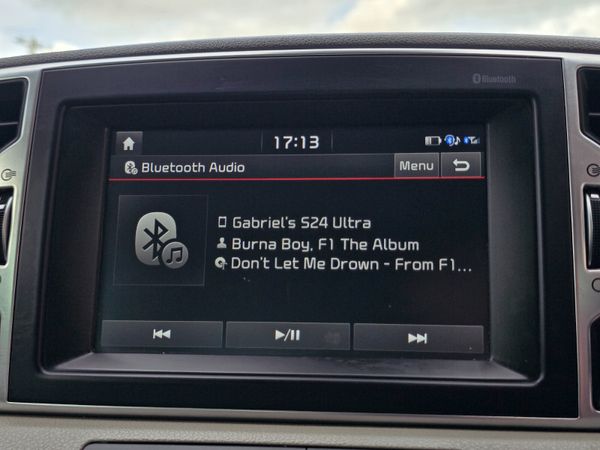 Bluetooth
17:13
Bluetooth Audio
Menu
Gabriel's S24 Ultra
Burna Boy, F1 The Album
Don't Let Me Drown - From F1...